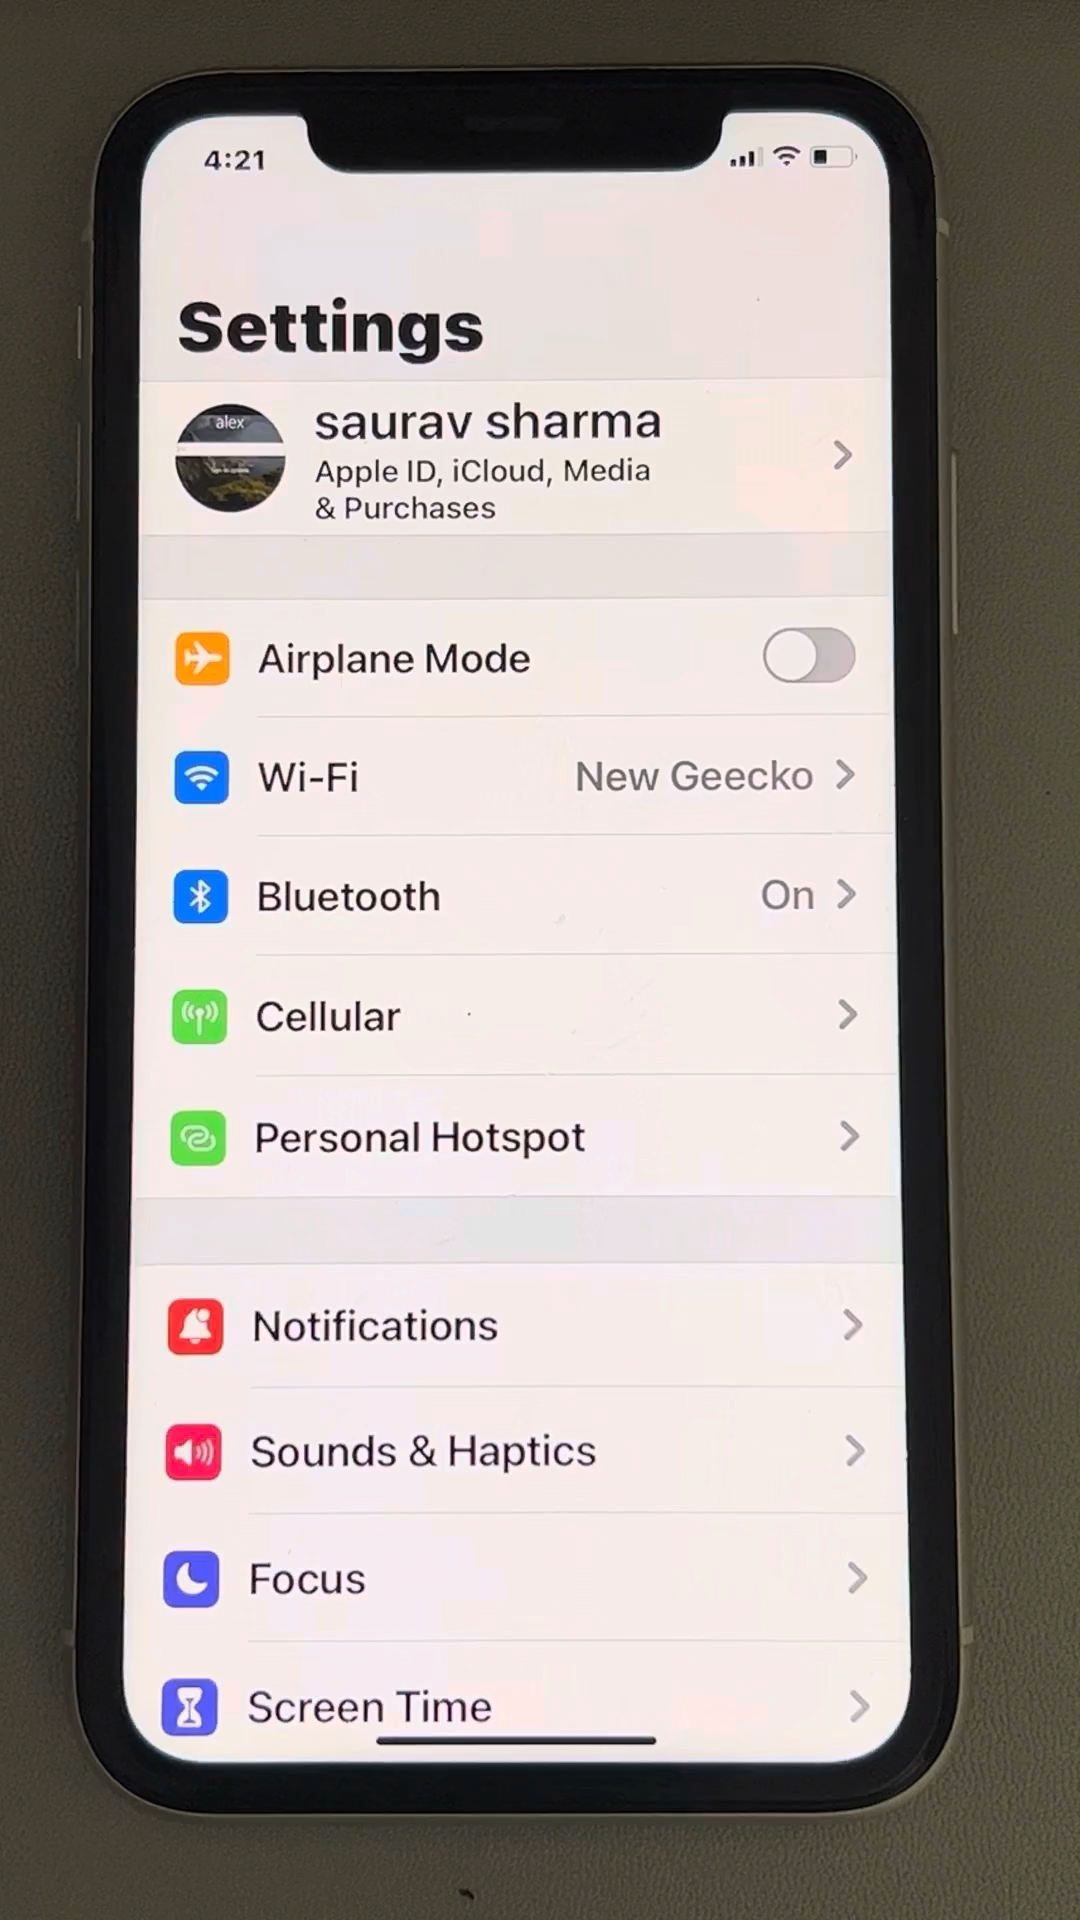 4:21
Settings
alex
saurav sharma
Apple ID, iCloud, Media
& Purchases
Airplane Mode
Wi-Fi New Geecko
Bluetooth On
Cellular
Personal Hotspot
Notifications
Sounds & Haptics
Focus
Screen Time